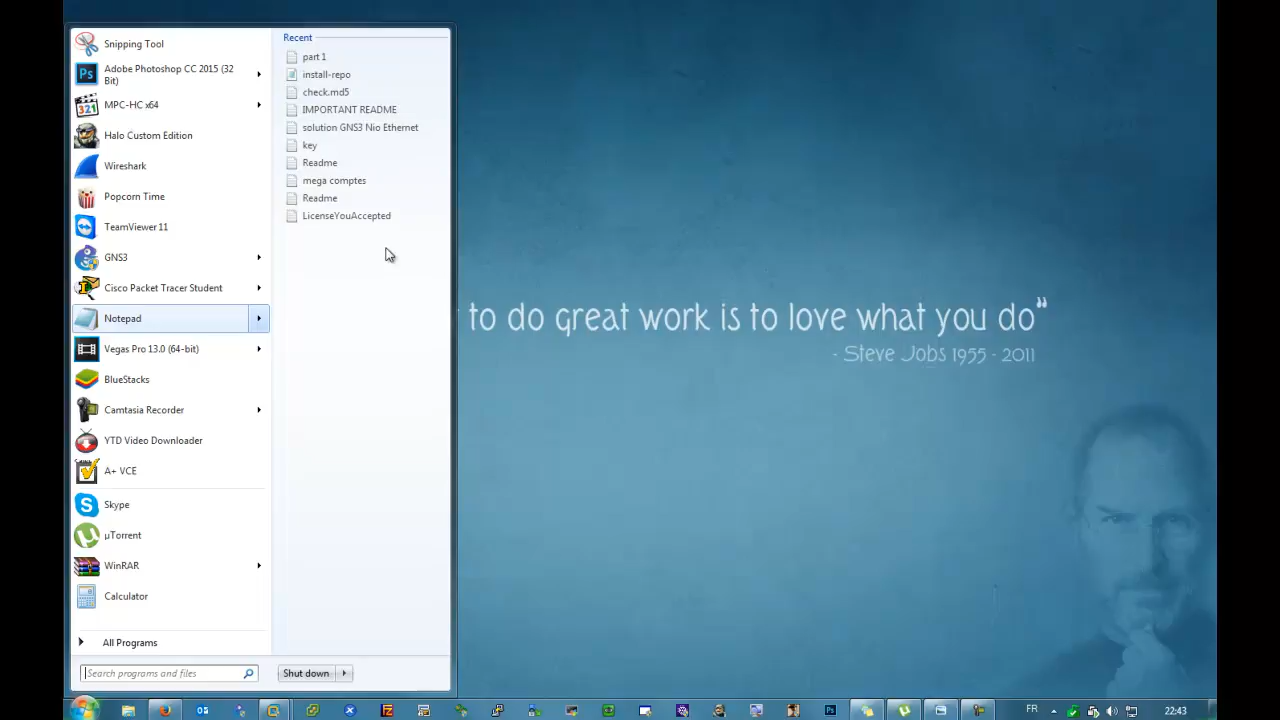 Snipping Tool
Adobe Photoshop CC 2015 (32
Bit)
MPC-HC x64
Halo Custom Edition
Wireshark
Popcorn Time
TeamViewer 11
GNS3
Cisco Packet Tracer Student
Notepad
Vegas Pro 13.0 (64-bit)
BlueStacks
Camtasia Recorder
YTD Video Downloader
A+ VCE
Skype
µTorrent
WinRAR
Calculator
All Programs
Search programs and files
Shut down
Recent
part 1
install-repo
check.md5
IMPORTANT README
solution GNS3 Nio Ethernet
key
Readme
mega comptes
Readme
LicenseYouAccepted
to do great work is to love what you do"
- Steve Jobs 1955 - 2011
Ps
321
FR
22:43